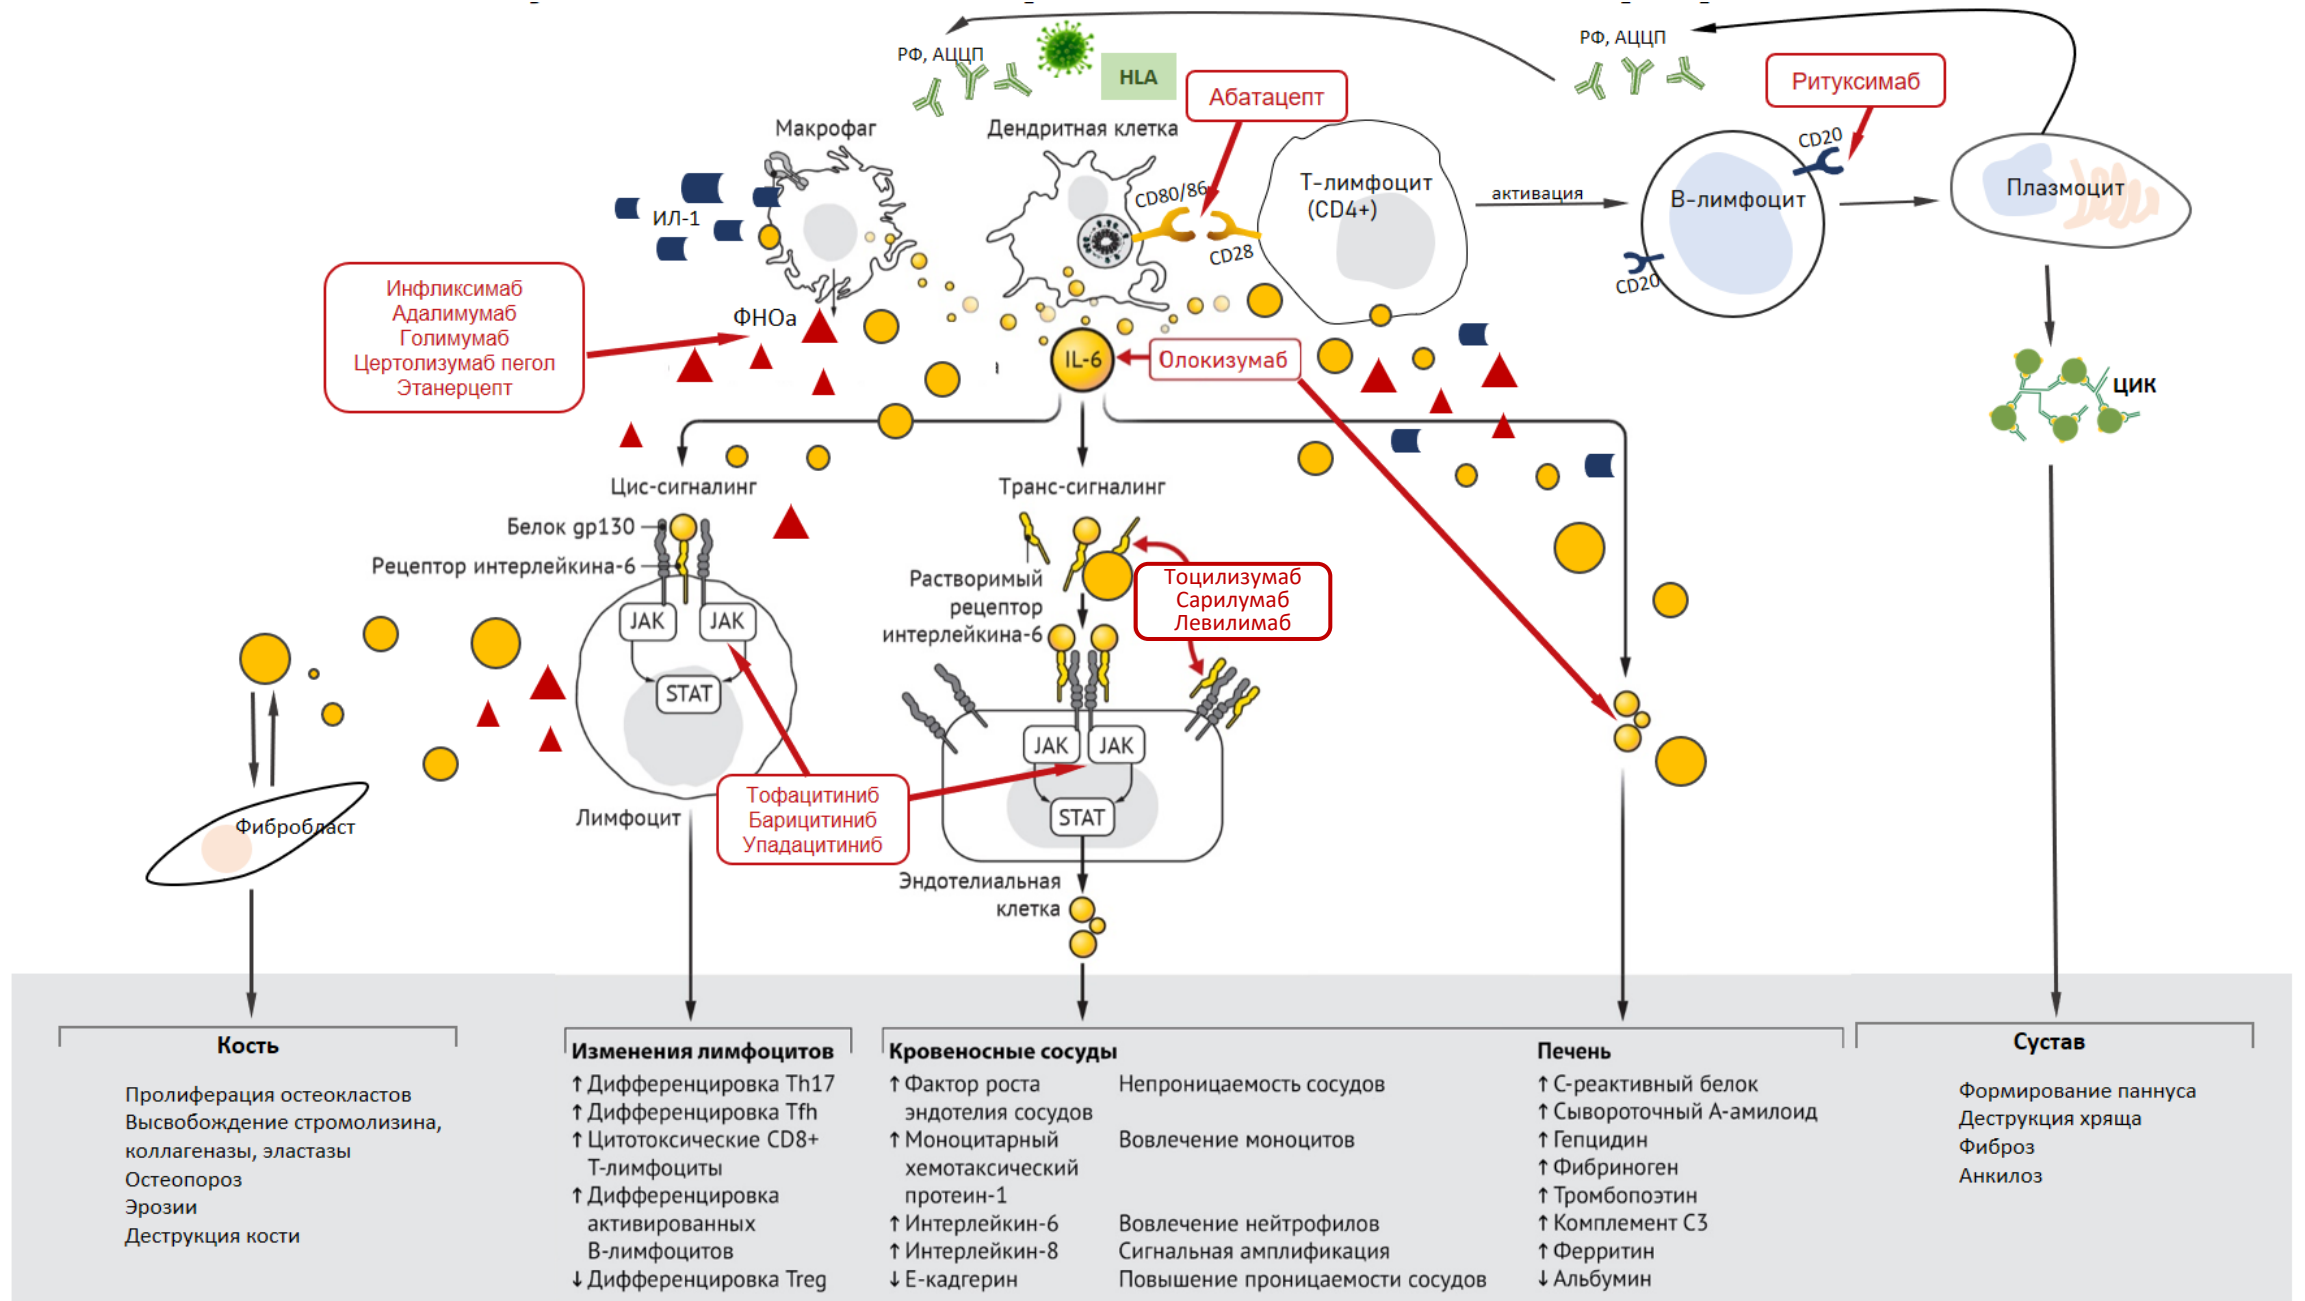 РФ, АЦЦП
HLA
РФ, АЦЦП
Абатацепт
Ритуксимаб
Макрофаг
Дендритная клетка
CD80/86
CD28
Т-лимфоцит
(CD4+)
активация
В-лимфоцит
CD20
CD20
Плазмоцит
ИЛ-1
Инфликсимаб
Адалимумаб
Голимумаб
Цертолизумаб пегол
Этанерцепт
ФНОа
IL-6
Олокизумаб
ЦИК
Цис-сигналинг
Транс-сигналинг
Белок gp130
Рецептор интерлейкина-6
Растворимый
рецептор
интерлейкина-6
Тоцилизумаб
Сарилумаб
Левилимаб
JAK
JAK
STAT
JAK
JAK
STAT
Тофацитиниб
Барицитиниб
Упадацитиниб
Фибробласт
Лимфоцит
Эндотелиальная
клетка
Кость
Пролиферация остеокластов
Высвобождение стромолизина,
коллагеназы, эластазы
Остеопороз
Эрозии
Деструкция кости
Изменения лимфоцитов
↑ Дифференцировка Th17
↑ Дифференцировка Tfh
↑ Цитотоксические CD8+
Т-лимфоциты
↑ Дифференцировка
активированных
В-лимфоцитов
↓ Дифференцировка Treg
Кровеносные сосуды
↑ Фактор роста
эндотелия сосудов
Непроницаемость сосудов
↑ Моноцитарный
хемотаксический
протеин-1
Вовлечение моноцитов
↑ Интерлейкин-6
Вовлечение нейтрофилов
↑ Интерлейкин-8
Сигнальная амплификация
↓ Е-кадгерин
Повышение проницаемости сосудов
Печень
↑ С-реактивный белок
↑ Сывороточный А-амилоид
↑ Гепцидин
↑ Фибриноген
↑ Тромбопоэтин
↑ Комплемент С3
↑ Ферритин
↓ Альбумин
Сустав
Формирование паннуса
Деструкция хряща
Фиброз
Анкилоз